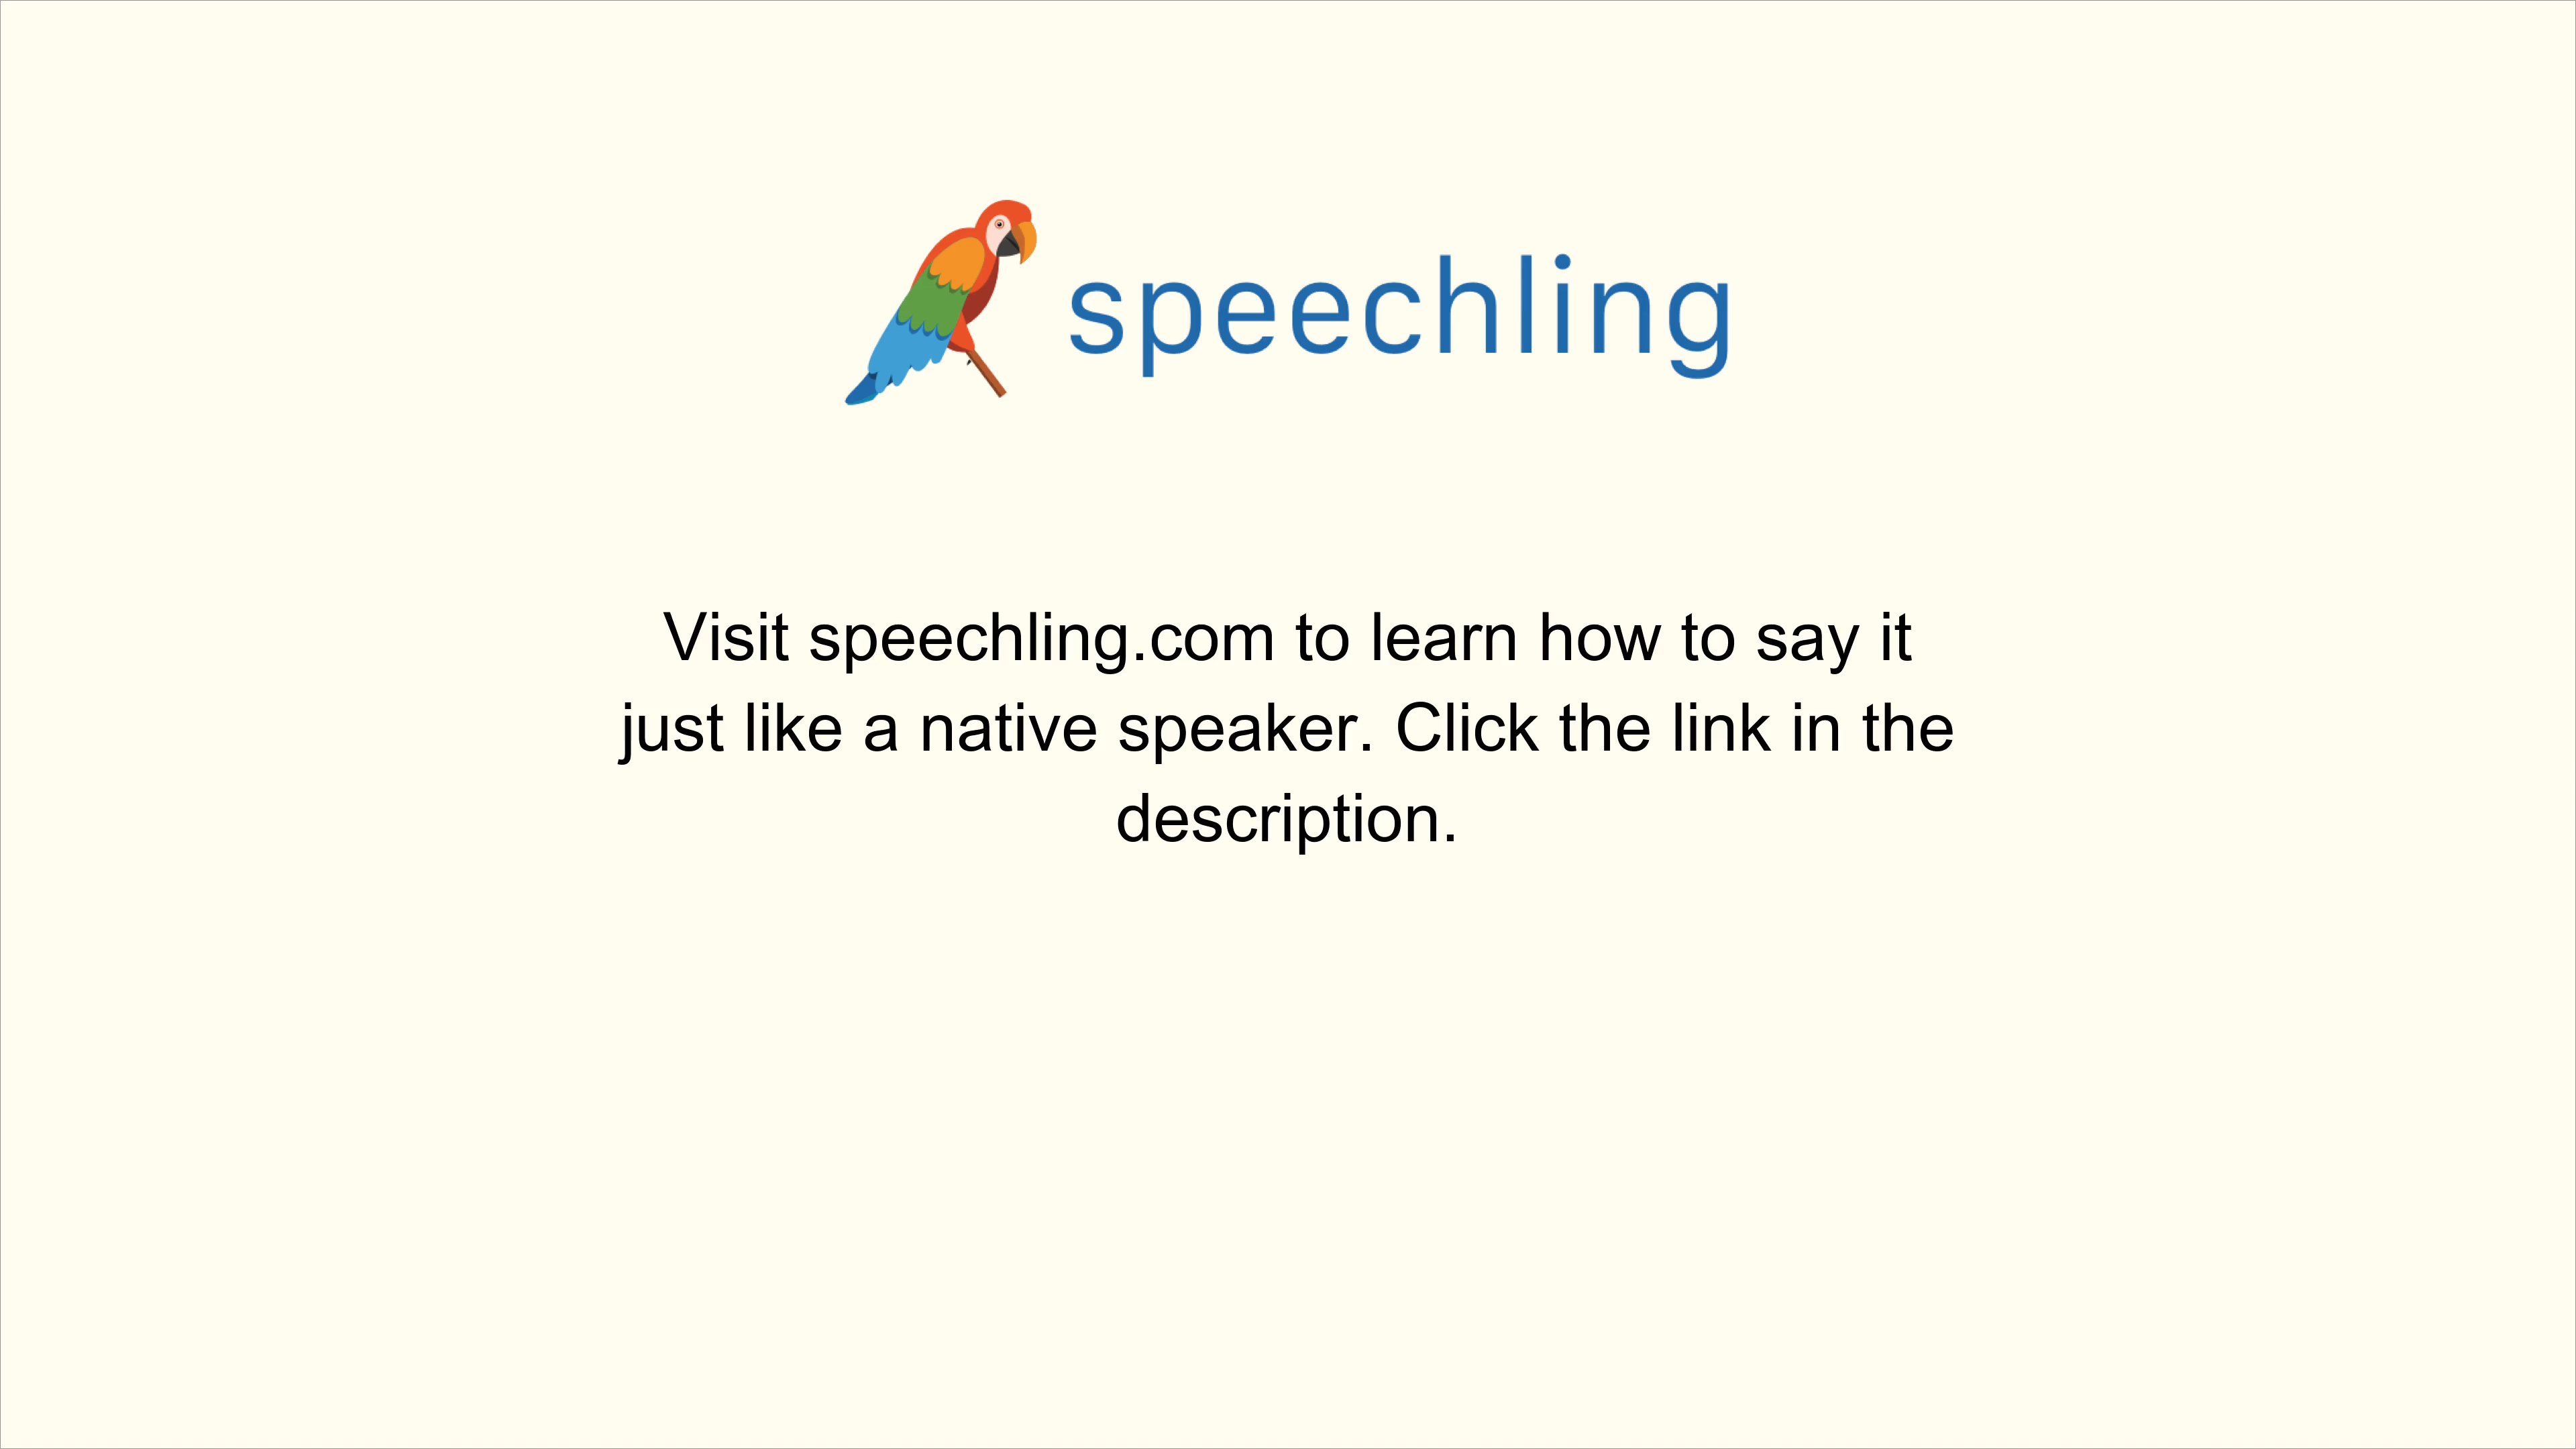 speechling
Visit speechling.com to learn how to say it
just like a native speaker. Click the link in the
description.